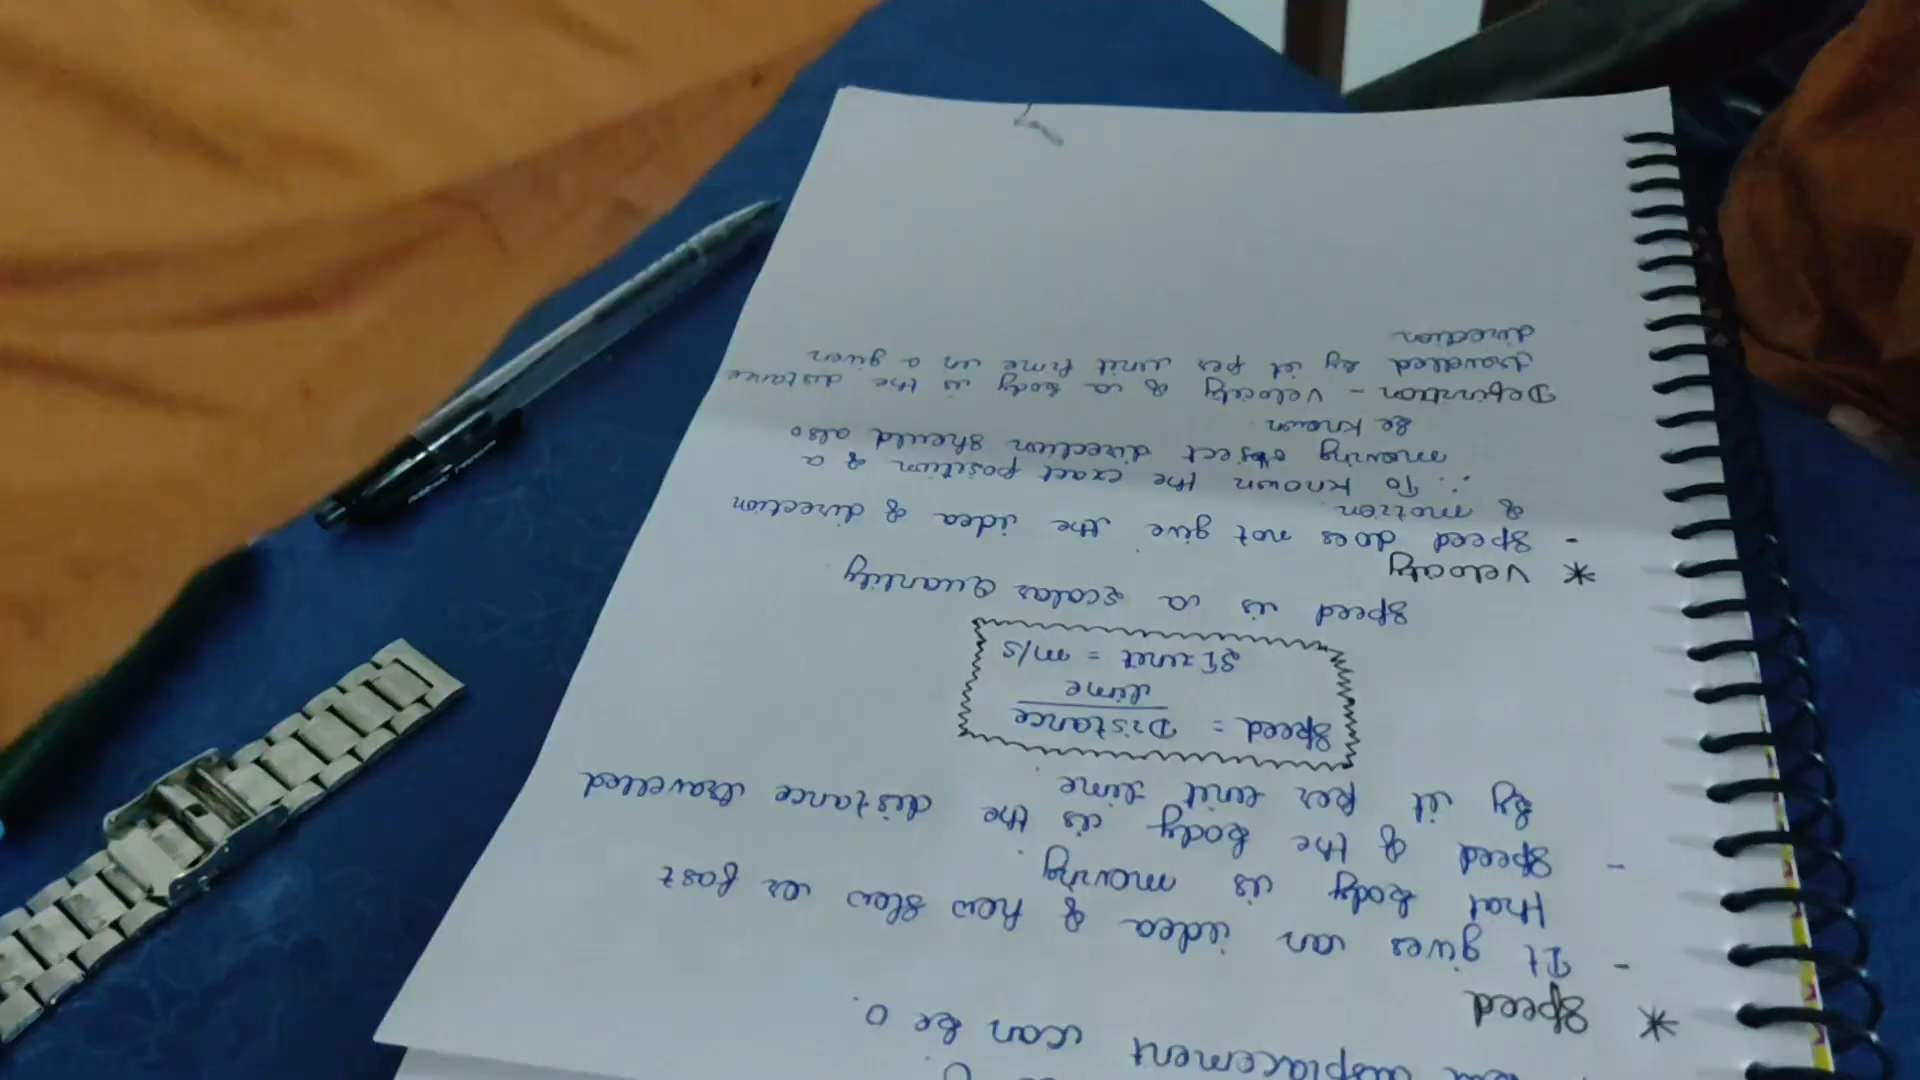 displacement can be 0.
* Speed
- It gives an idea of how slow or fast
that body is moving.
- Speed of the body is the distance travelled
by it per unit time.
Speed = Distance
time
SI unit = m/s
Speed is a scalar Quantity
* Velocity
- Speed does not give the idea of direction
of motion.
∴ To known the exact position of a
moving object direction should also
be known.
Definition - Velocity of a body is the distance
travelled by it per unit time in a given
direction